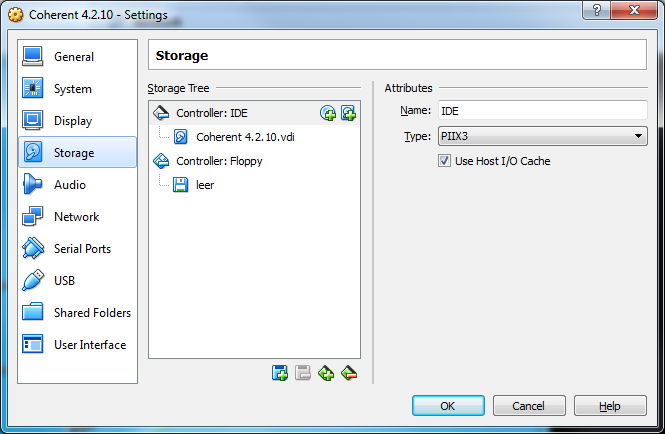 Coherent 4.2.10 - Settings
General
System
Display
Storage
Audio
Network
Serial Ports
USB
Shared Folders
User Interface
Storage
Storage Tree
Controller: IDE
Coherent 4.2.10.vdi
Controller: Floppy
leer
Attributes
Name: IDE
Type: PIIX3
Use Host I/O Cache
OK Cancel Help